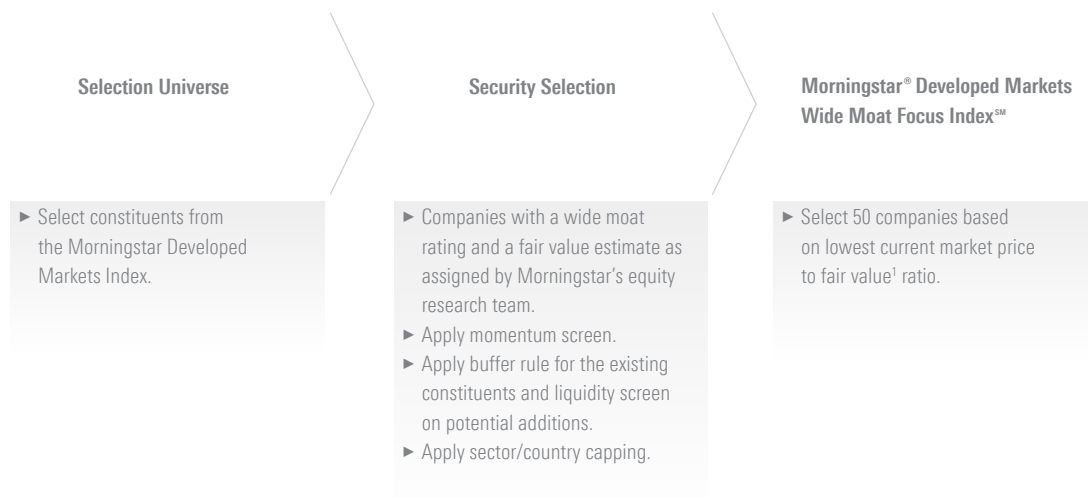 Selection Universe
► Select constituents from
the Morningstar Developed
Markets Index.
Security Selection
► Companies with a wide moat
rating and a fair value estimate as
assigned by Morningstar’s equity
research team.
► Apply momentum screen.
► Apply buffer rule for the existing
constituents and liquidity screen
on potential additions.
► Apply sector/country capping.
Morningstar® Developed Markets
Wide Moat Focus Index℠
► Select 50 companies based
on lowest current market price
to fair value¹ ratio.